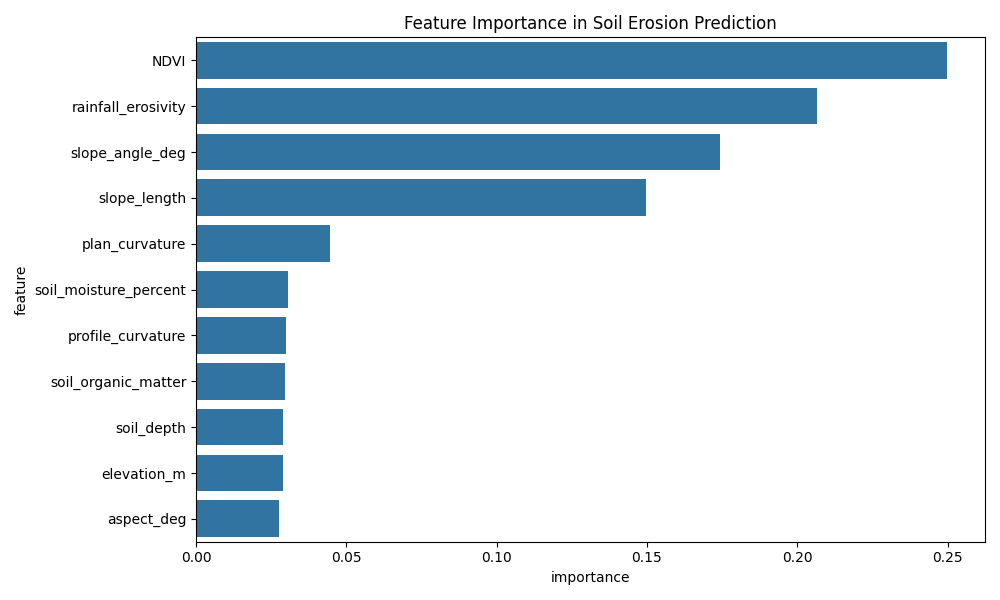 Feature Importance in Soil Erosion Prediction
NDVI
rainfall_erosivity
slope_angle_deg
slope_length
plan_curvature
soil_moisture_percent
profile_curvature
soil_organic_matter
soil_depth
elevation_m
aspect_deg
feature
0.00 0.05 0.10 0.15 0.20 0.25
importance